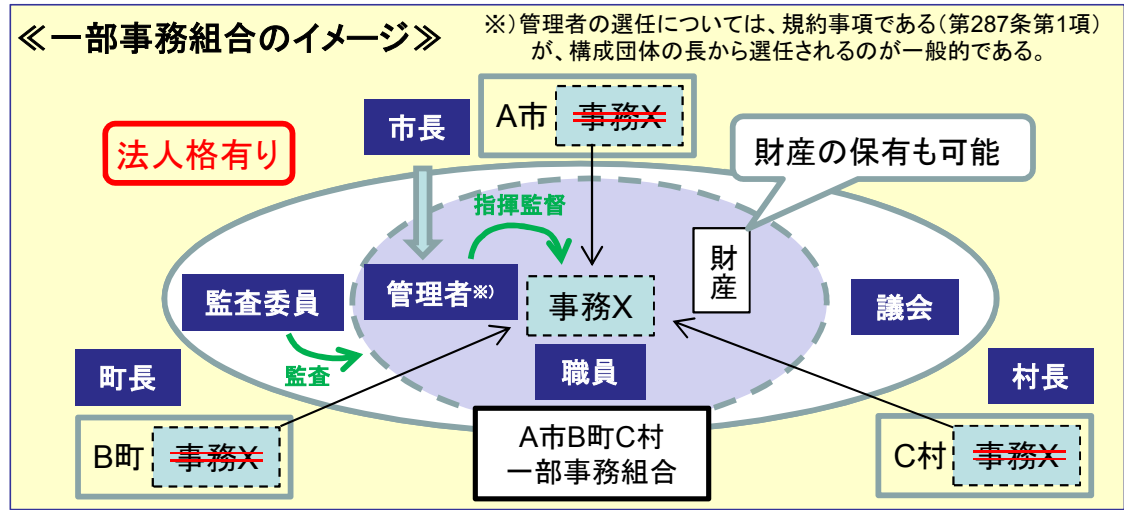 ≪一部事務組合のイメージ≫
※)管理者の選任については、規約事項である(第287条第1項)
が、構成団体の長から選任されるのが一般的である。
市長
A市
事務X
法人格有り
財産の保有も可能
指揮監督
財産
監査委員
管理者※)
事務X
議会
監査
職員
町長
村長
B町
事務X
A市B町C村
一部事務組合
C村
事務X